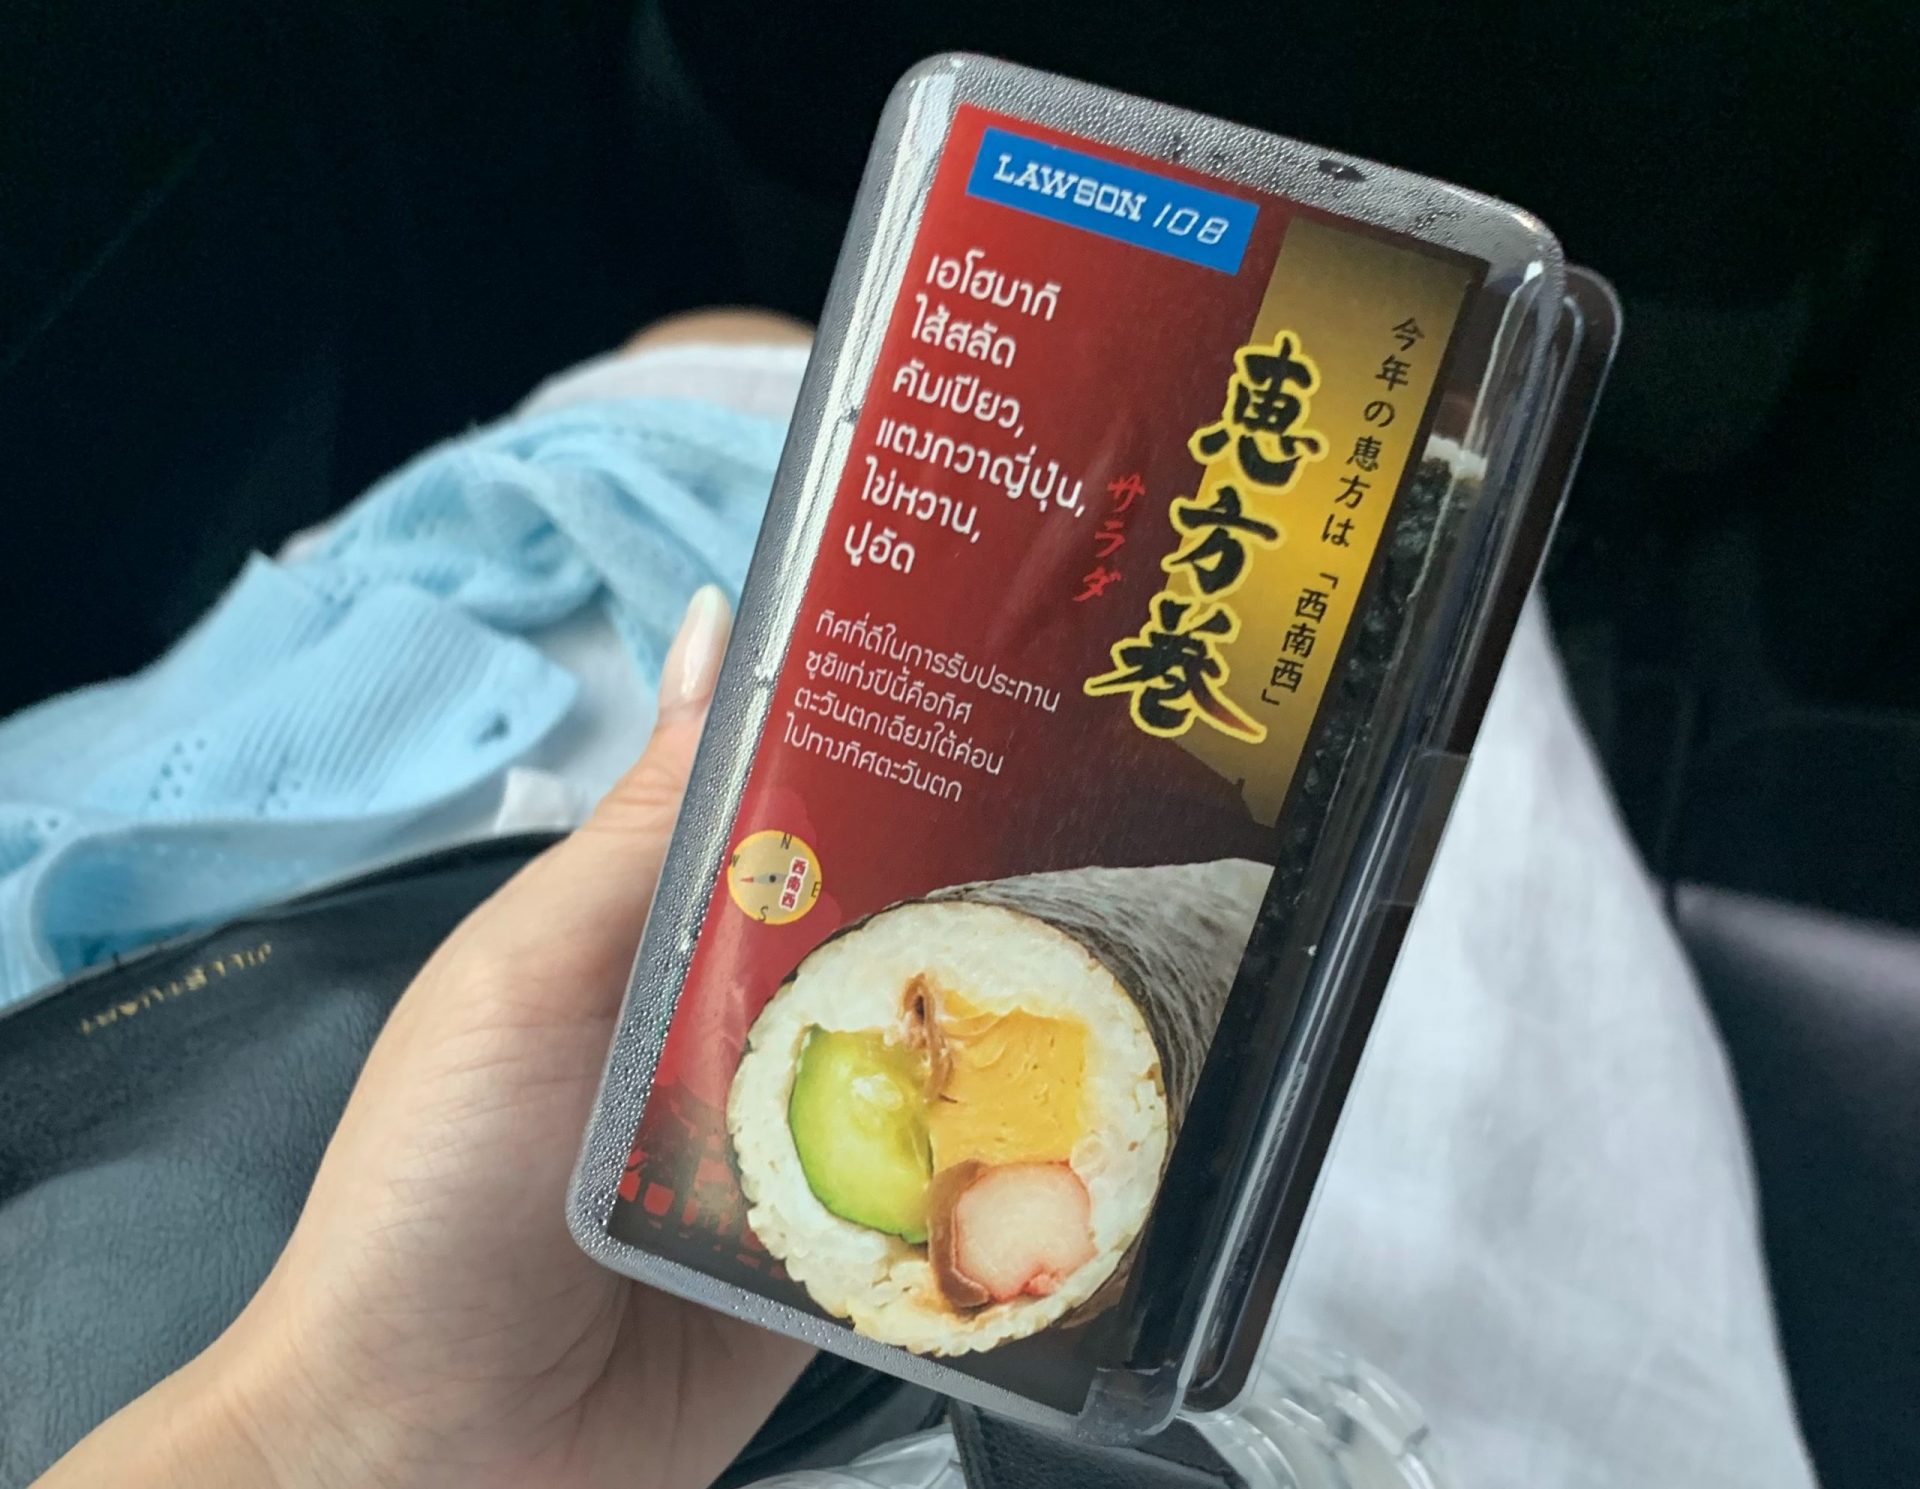 LAWSON 108
เอโฮมากิ
ไส้สลัด
คัมเปียว,
แตงกวาญี่ปุ่น,
ไข่หวาน,
ปูอัด
サラダ
恵方巻
今年の恵方は「西南西」
ทิศที่ดีในการรับประทาน
ซูชิแท่งปีนี้คือทิศ
ตะวันตกเฉียงใต้ค่อน
ไปทางทิศตะวันตก
N
W
E
S
西南西
JILL STUART